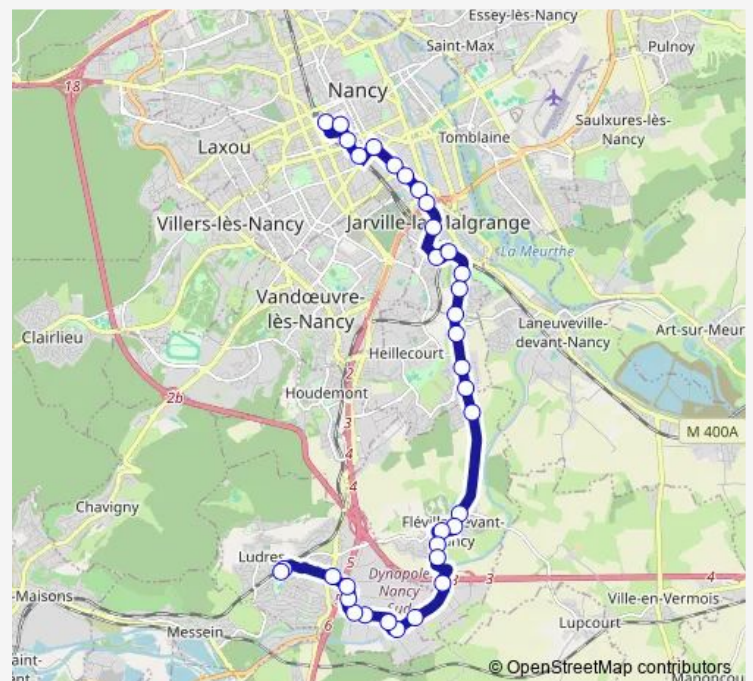 Essey-lès-Nancy
Saint-Max
Pulnoy
18
Nancy
Saulxures-lès-
Nancy
Tomblaine
Laxou
Villers-lès-Nancy
Jarville-la-Malgrange
La Meurthe
Vandœuvre-
lès-Nancy
Clairlieu
Laneuveville-
devant-Nancy
Art-sur-Meur
Heillecourt
2
Houdemont
2b
3
M 400A
4
4
Chavigny
Fléville-devant-
Nancy
Ludres
5
Dynapole
Nancy
Sud
3
3
4
-Maisons
Ville-en-Vermois
Messein
6
Lupcourt
aint-
ant
Manoncou
© OpenStreetMap contributors